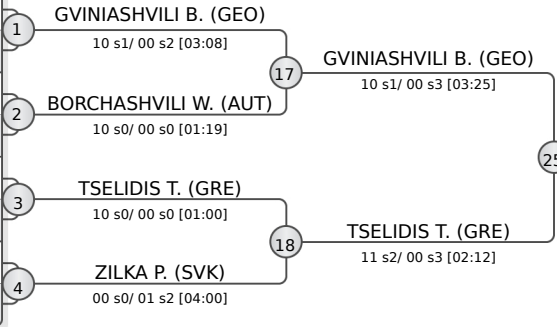 GVINIASHVILI B. (GEO)
1
10 s1/ 00 s2 [03:08]
GVINIASHVILI B. (GEO)
17
10 s1/ 00 s3 [03:25]
BORCHASHVILI W. (AUT)
2
10 s0/ 00 s0 [01:19]
25
TSELIDIS T. (GRE)
3
10 s0/ 00 s0 [01:00]
TSELIDIS T. (GRE)
18
11 s2/ 00 s3 [02:12]
ZILKA P. (SVK)
4
00 s0/ 01 s2 [04:00]